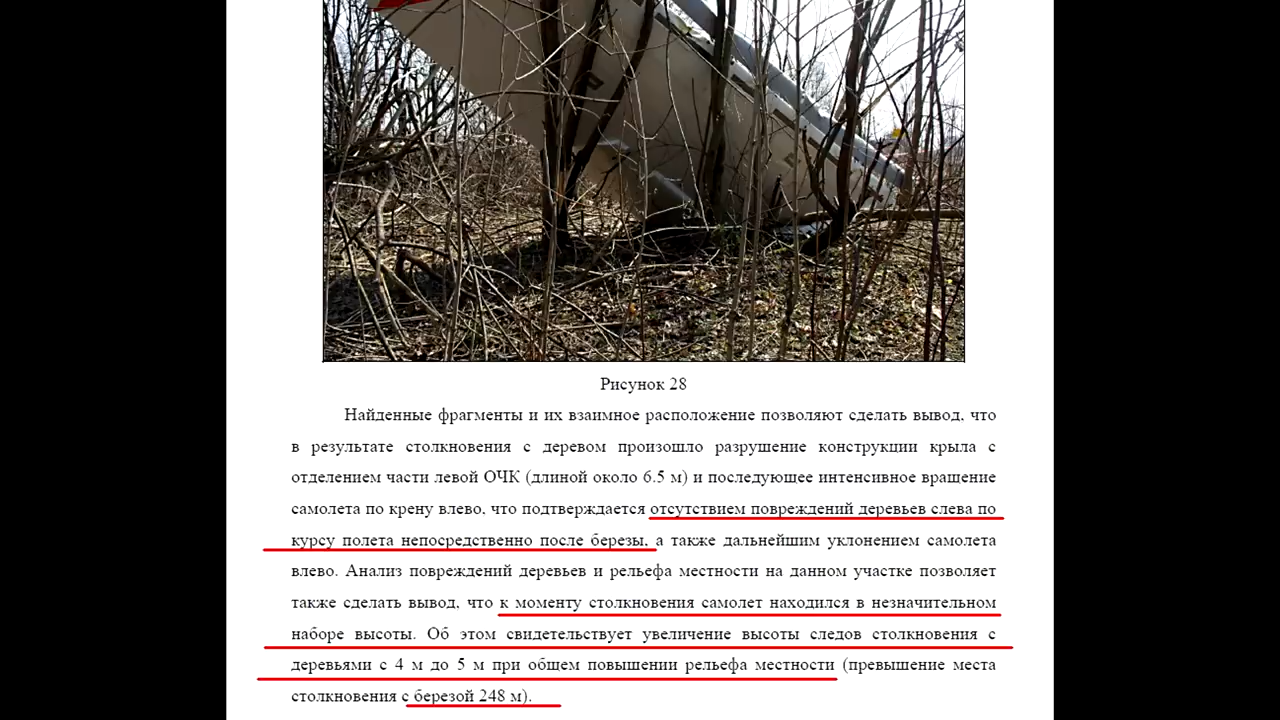 Рисунок 28
Найденные фрагменты и их взаимное расположение позволяют сделать вывод, что
в результате столкновения с деревом произошло разрушение конструкции крыла с
отделением части левой ОЧК (длиной около 6.5 м) и последующее интенсивное вращение
самолета по крену влево, что подтверждается отсутствием повреждений деревьев слева по
курсу полета непосредственно после березы, а также дальнейшим уклонением самолета
влево. Анализ повреждений деревьев и рельефа местности на данном участке позволяет
также сделать вывод, что к моменту столкновения самолет находился в незначительном
наборе высоты. Об этом свидетельствует увеличение высоты следов столкновения с
деревьями с 4 м до 5 м при общем повышении рельефа местности (превышение места
столкновения с березой 248 м).